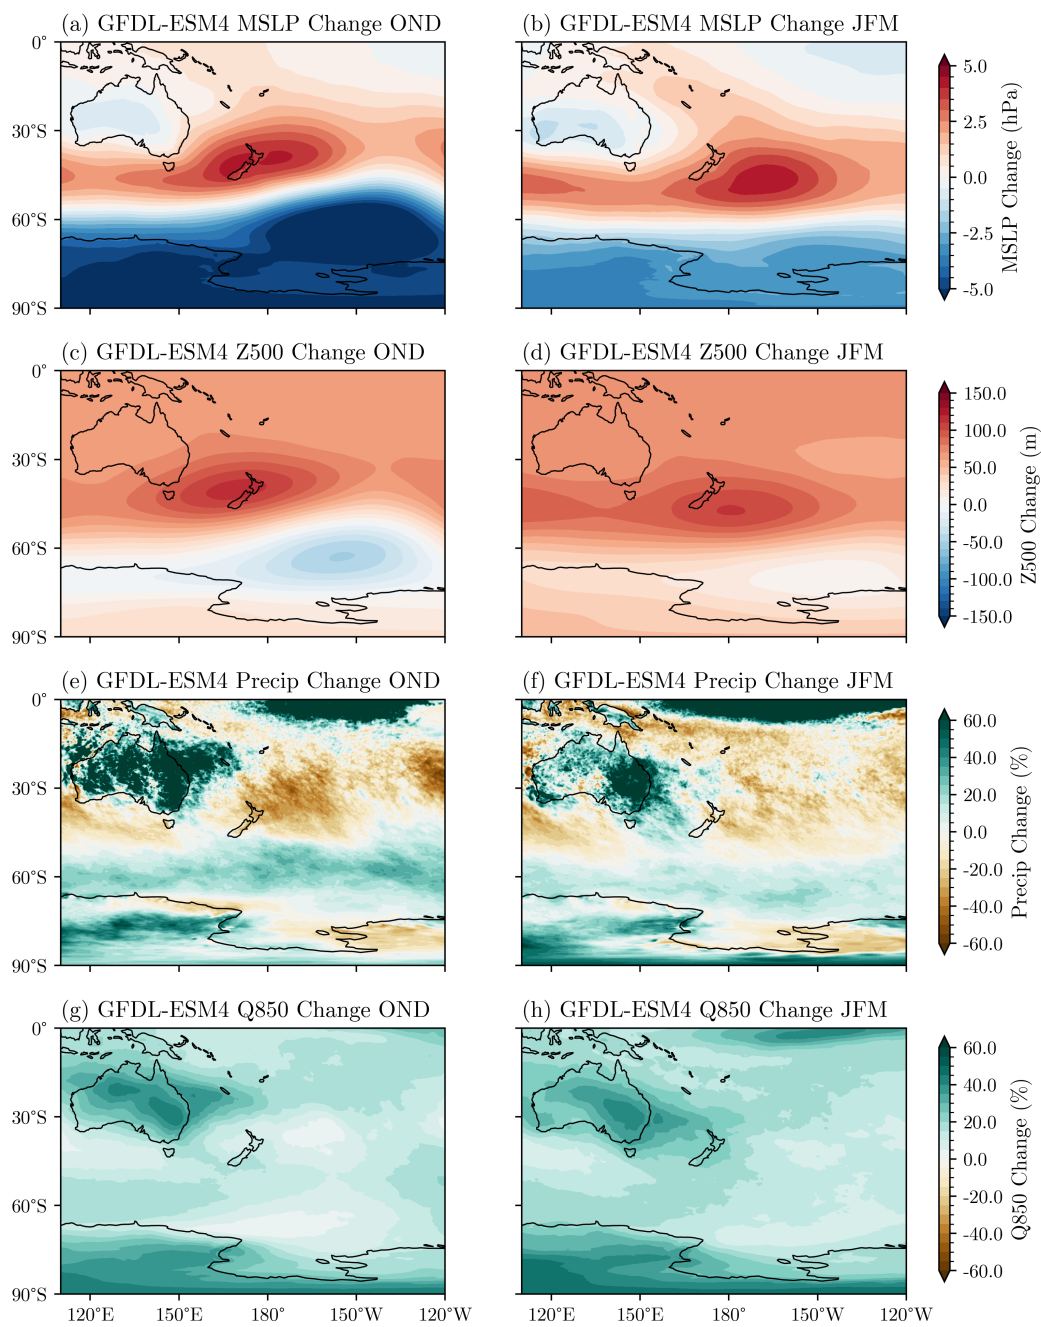 (a) GFDL-ESM4 MSLP Change OND
(b) GFDL-ESM4 MSLP Change JFM
0°
30°S
60°S
90°S
5.0
2.5
0.0
-2.5
-5.0
MSLP Change (hPa)
(c) GFDL-ESM4 Z500 Change OND
(d) GFDL-ESM4 Z500 Change JFM
0°
30°S
60°S
90°S
150.0
100.0
50.0
0.0
-50.0
-100.0
-150.0
Z500 Change (m)
(e) GFDL-ESM4 Precip Change OND
(f) GFDL-ESM4 Precip Change JFM
0°
30°S
60°S
90°S
60.0
40.0
20.0
0.0
-20.0
-40.0
-60.0
Precip Change (%)
(g) GFDL-ESM4 Q850 Change OND
(h) GFDL-ESM4 Q850 Change JFM
0°
30°S
60°S
90°S
60.0
40.0
20.0
0.0
-20.0
-40.0
-60.0
Q850 Change (%)
120°E 150°E 180° 150°W 120°W
120°E 150°E 180° 150°W 120°W